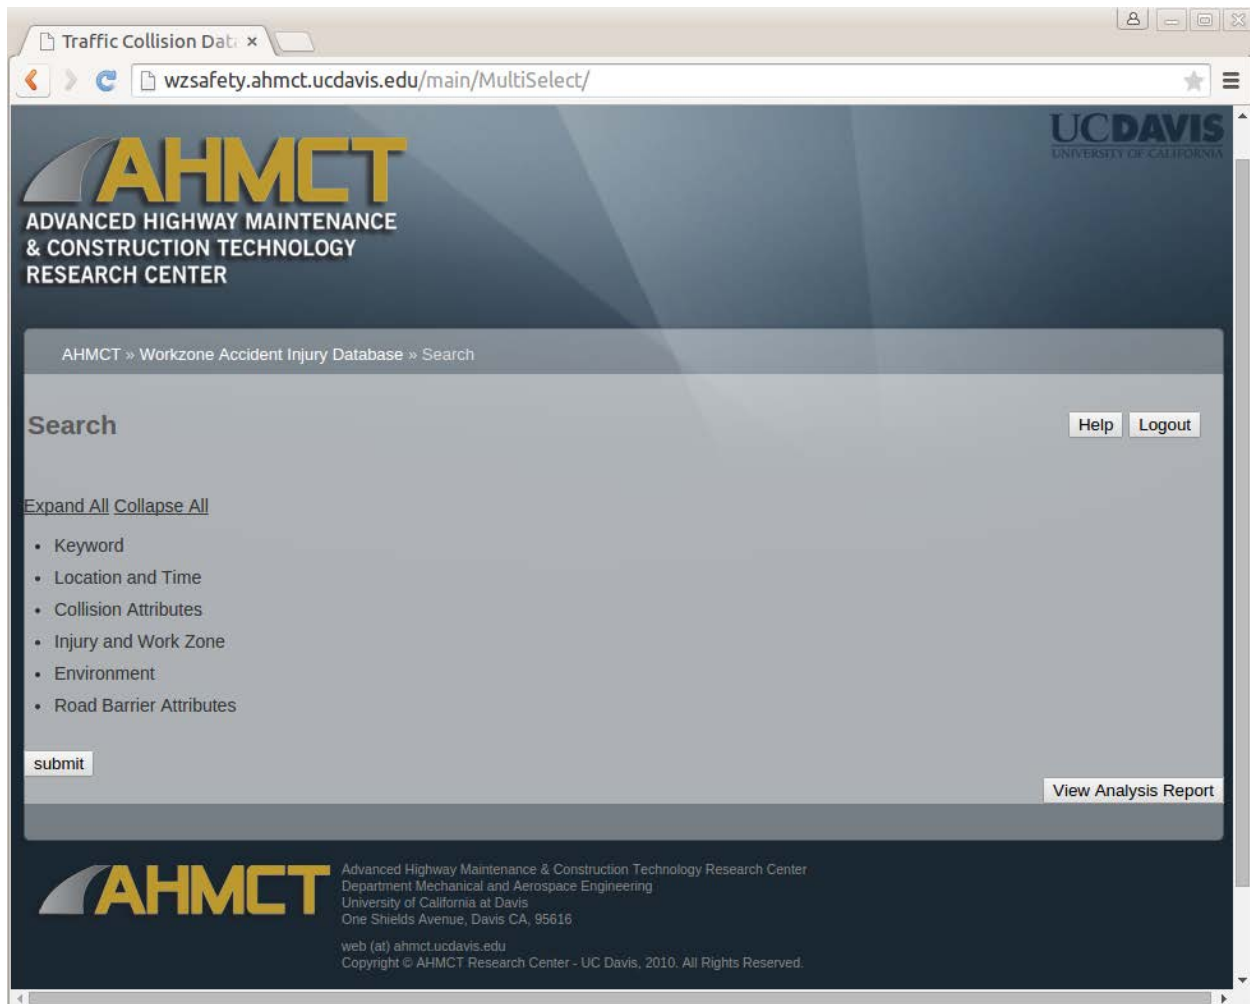 Traffic Collision Dat
wzsafety.ahmct.ucdavis.edu/main/MultiSelect/
UCDAVIS
UNIVERSITY OF CALIFORNIA
AHMCT
ADVANCED HIGHWAY MAINTENANCE
& CONSTRUCTION TECHNOLOGY
RESEARCH CENTER
AHMCT » Workzone Accident Injury Database » Search
Search
Help Logout
Expand All Collapse All
• Keyword
• Location and Time
• Collision Attributes
• Injury and Work Zone
• Environment
• Road Barrier Attributes
submit
View Analysis Report
AHMCT
Advanced Highway Maintenance & Construction Technology Research Center
Department Mechanical and Aerospace Engineering
University of California at Davis
One Shields Avenue, Davis CA, 95616
web (at) ahmct.ucdavis.edu
Copyright © AHMCT Research Center - UC Davis, 2010. All Rights Reserved.